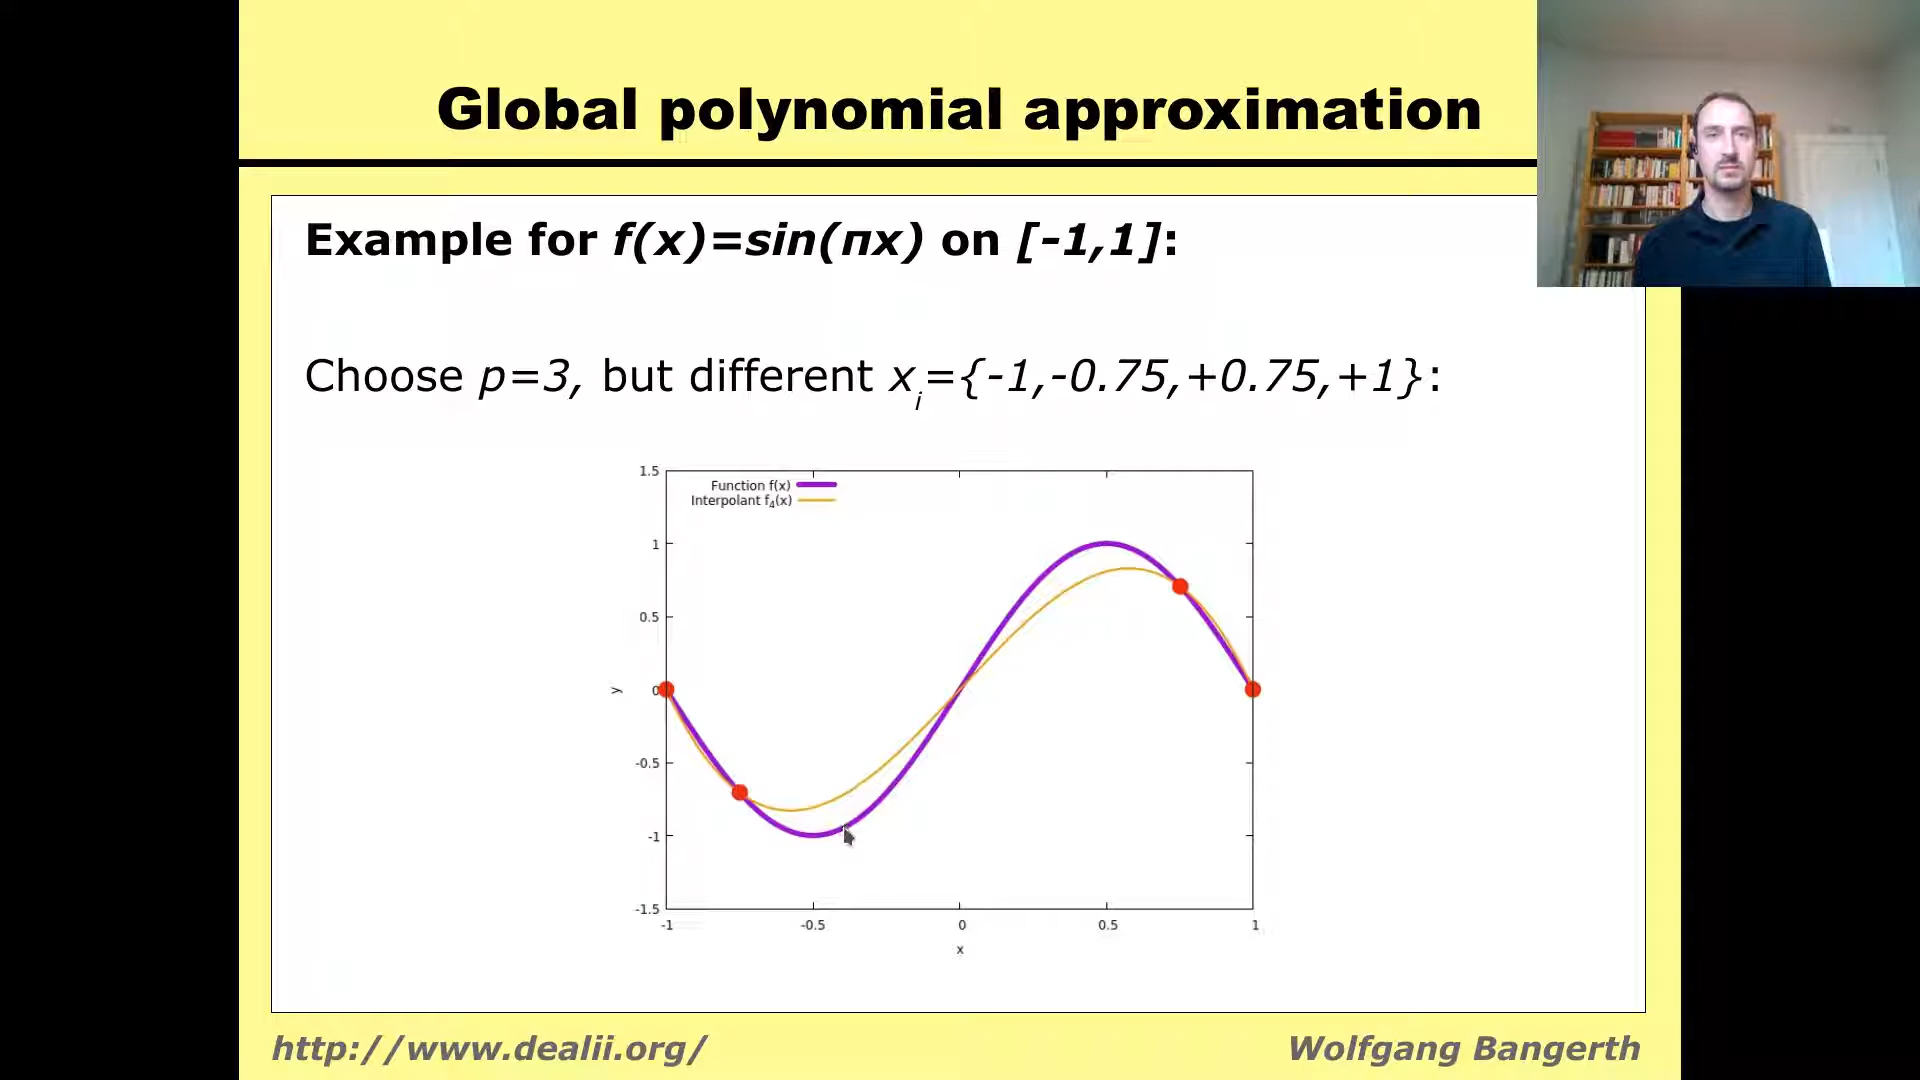 Global polynomial approximation
Example for f(x)=sin(πx) on [-1,1]:
Choose p=3, but different xᵢ={-1,-0.75,+0.75,+1}:
Function f(x)
Interpolant f₄(x)
1.5
1
0.5
0
-0.5
-1
-1.5
y
-1 -0.5 0 0.5 1
x
http://www.dealii.org/ Wolfgang Bangerth